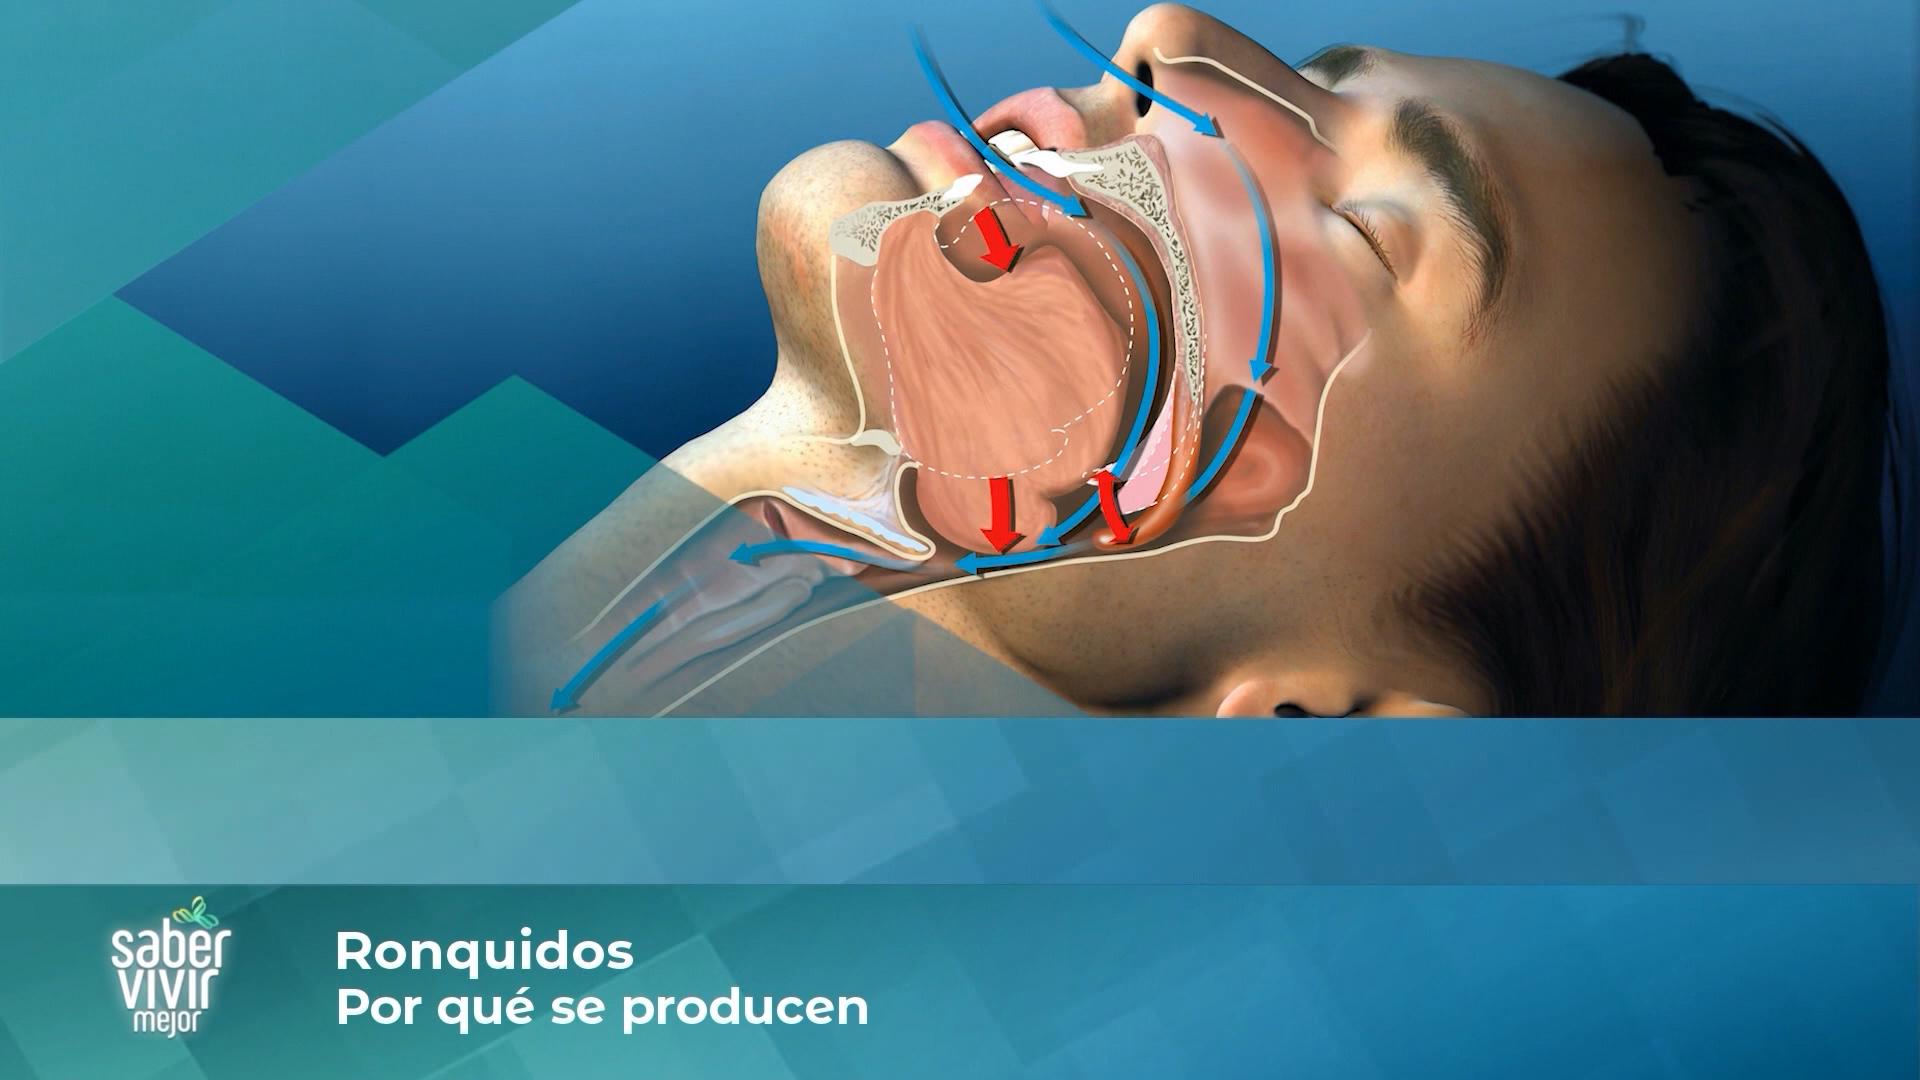 saber
vivir
mejor
Ronquidos
Por qué se producen